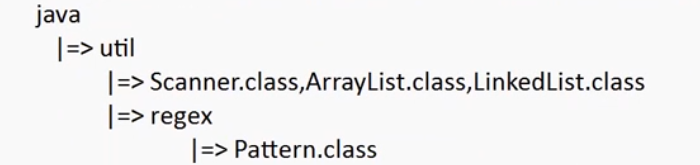 java
|=> util
|=> Scanner.class,ArrayList.class,LinkedList.class
|=> regex
|=> Pattern.class